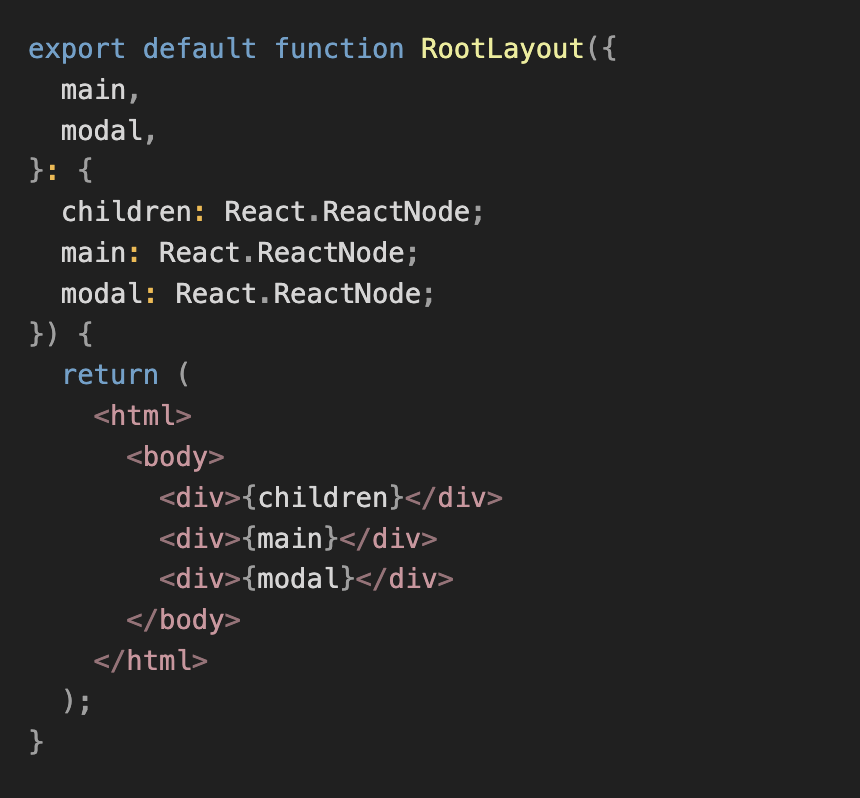 export default function RootLayout({
  main,
  modal,
}: {
  children: React.ReactNode;
  main: React.ReactNode;
  modal: React.ReactNode;
}) {
  return (
    <html>
      <body>
        <div>{children}</div>
        <div>{main}</div>
        <div>{modal}</div>
      </body>
    </html>
  );
}